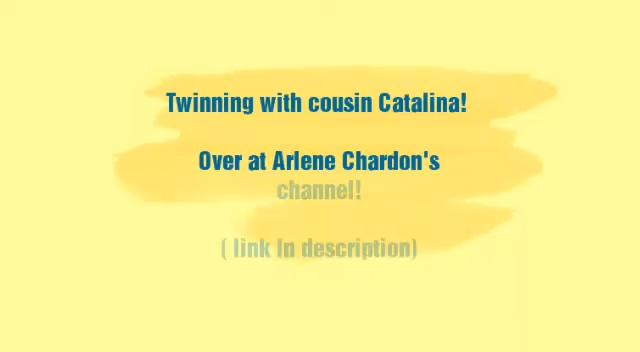 Twinning with cousin Catalina!
Over at Arlene Chardon's
channel!
( link In description)